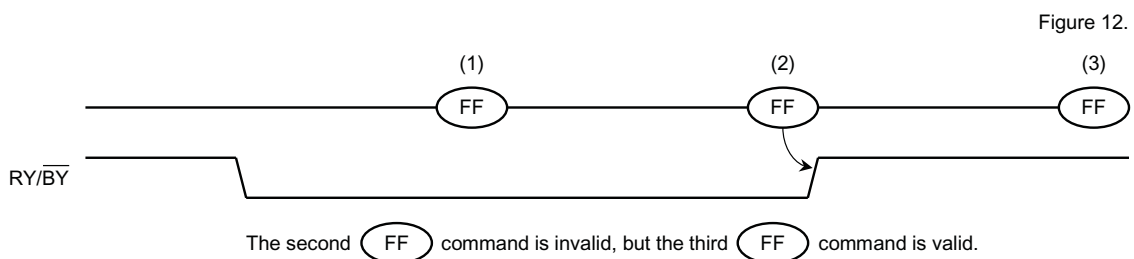 Figure 12.
(1) (2) (3)
FF FF FF
RY/B̅Y̅
The second FF command is invalid, but the third FF command is valid.